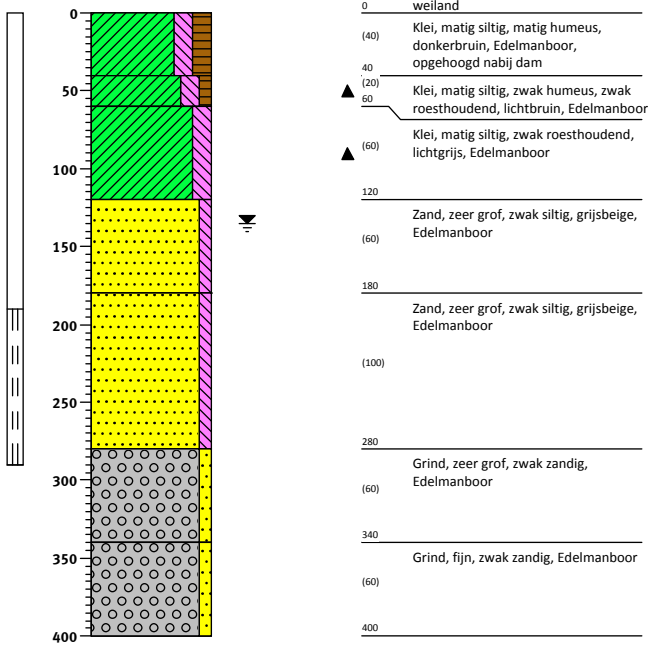 0 weiland
0
(40) Klei, matig siltig, matig humeus,
donkerbruin, Edelmanboor,
opgehoogd nabij dam
40
50
(20) Klei, matig siltig, zwak humeus, zwak
60 roesthoudend, lichtbruin, Edelmanboor
(60) Klei, matig siltig, zwak roesthoudend,
lichtgrijs, Edelmanboor
100
120
Zand, zeer grof, zwak siltig, grijsbeige,
(60) Edelmanboor
150
180
200
Zand, zeer grof, zwak siltig, grijsbeige,
Edelmanboor
(100)
250
280
300
Grind, zeer grof, zwak zandig,
(60) Edelmanboor
340
350
Grind, fijn, zwak zandig, Edelmanboor
(60)
400
400